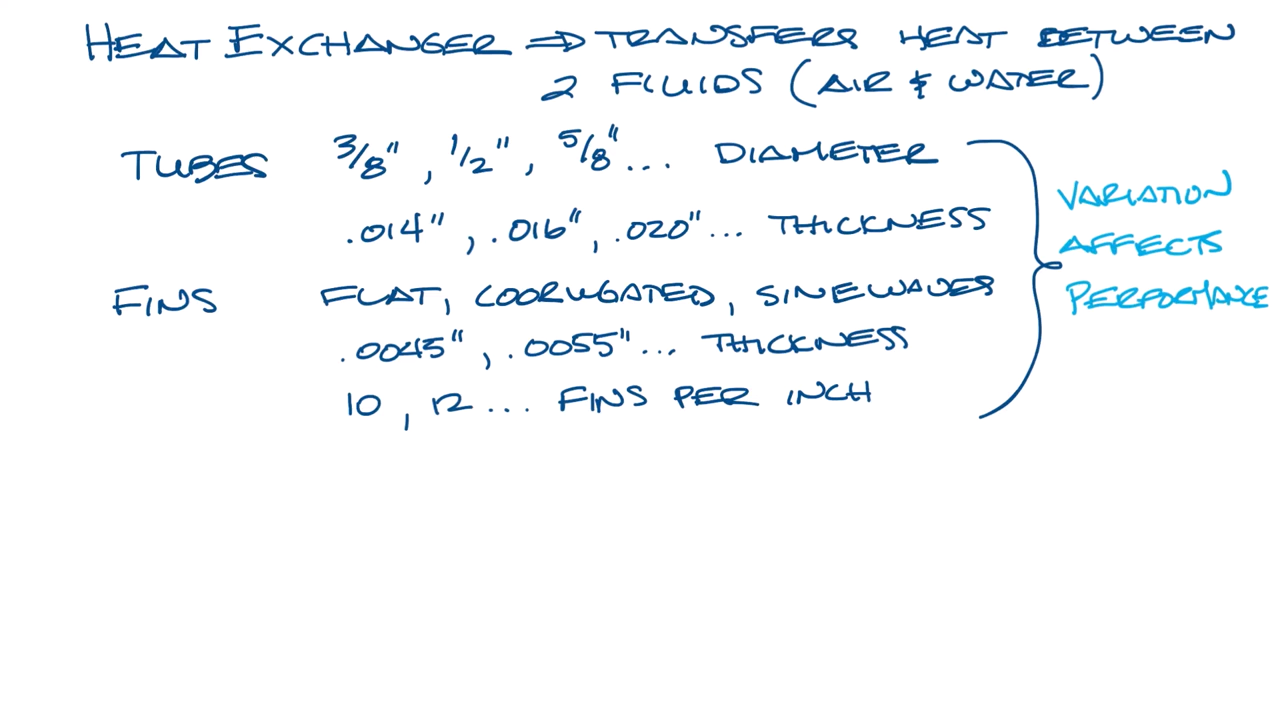 HEAT EXCHANGER ⇒ TRANSFERS HEAT BETWEEN
2 FLUIDS (AIR & WATER)
TUBES 3/8", 1/2", 5/8"... DIAMETER
.014", .016", .020"... THICKNESS
FINS FLAT, COORUGATED, SINEWAVES
.0045", .0055"... THICKNESS
10, 12... FINS PER INCH
VARIATION
AFFECTS
PERFORMANCE